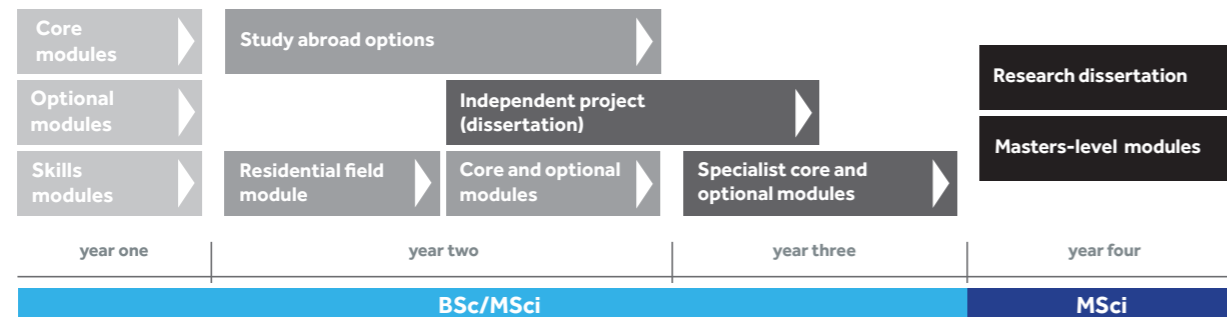 Core
modules
Study abroad options
Research dissertation
Optional
modules
Independent project
(dissertation)
Masters-level modules
Skills
modules
Residential field
module
Core and optional
modules
Specialist core and
optional modules
year one
year two
year three
year four
BSc/MSci
MSci